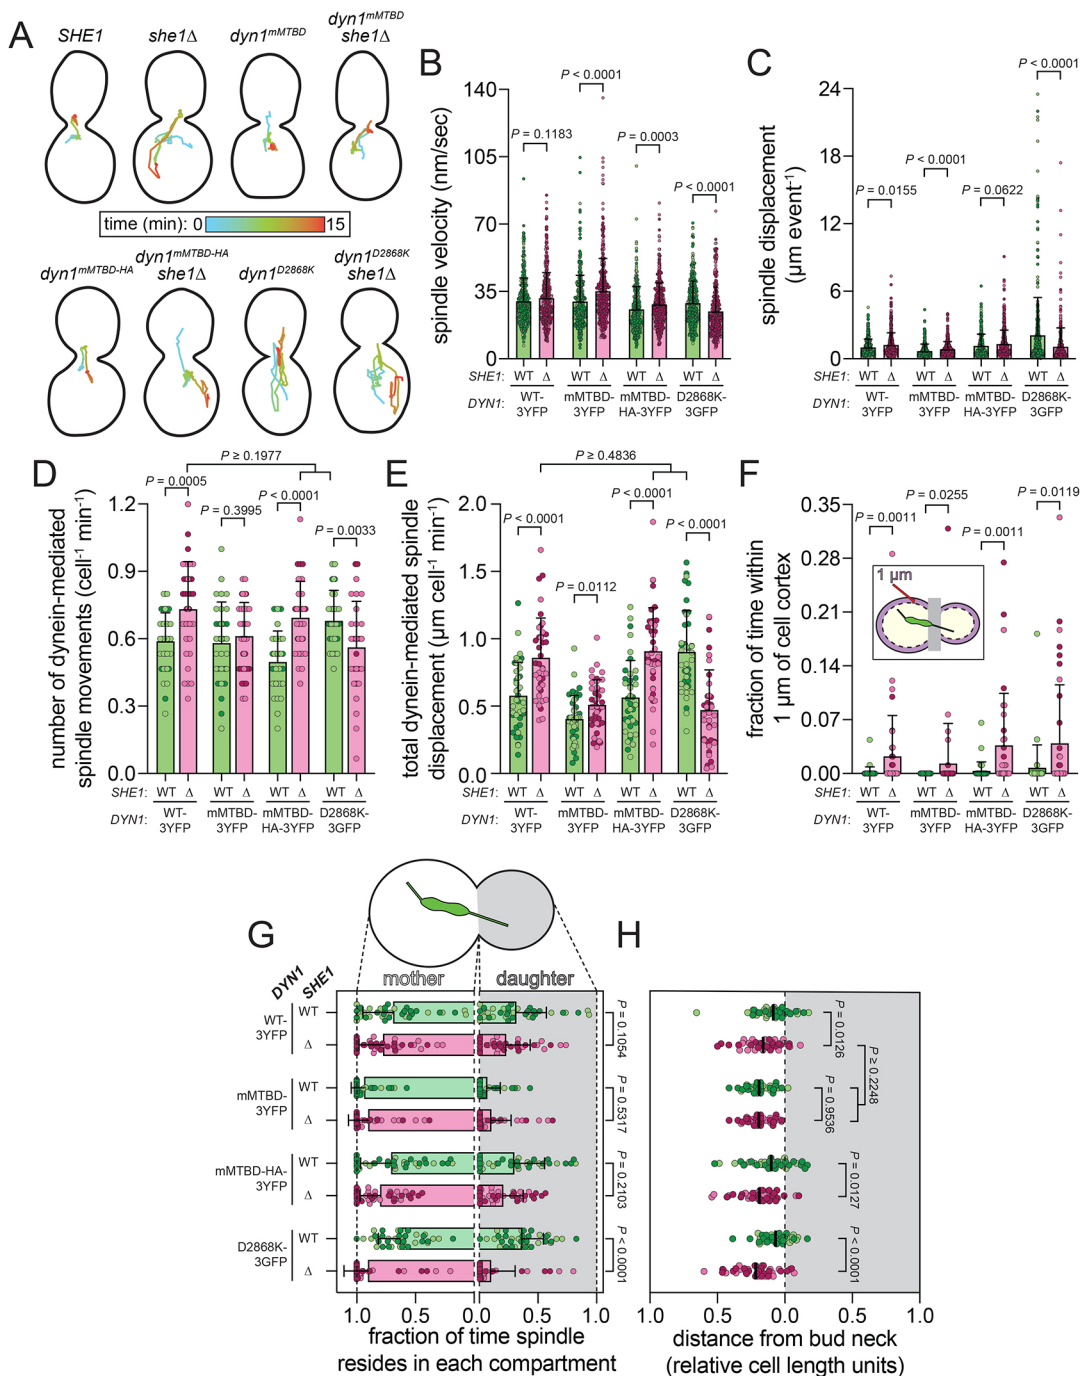 A
SHE1
she1Δ
dyn1mMTBD
dyn1mMTBD
she1Δ
time (min): 0
15
dyn1mMTBD-HA
dyn1mMTBD-HA
she1Δ
dyn1D2868K
dyn1D2868K
she1Δ
B
spindle velocity (nm/sec)
140
105
70
35
0
P = 0.1183
P < 0.0001
P = 0.0003
P < 0.0001
SHE1: WT Δ WT Δ WT Δ WT Δ
DYN1: WT-3YFP mMTBD-3YFP mMTBD-HA-3YFP D2868K-3GFP
C
spindle displacement
(µm event-1)
24
18
12
6
0
P = 0.0155
P < 0.0001
P = 0.0622
P < 0.0001
SHE1: WT Δ WT Δ WT Δ WT Δ
DYN1: WT-3YFP mMTBD-3YFP mMTBD-HA-3YFP D2868K-3GFP
D
number of dynein-mediated
spindle movements (cell-1 min-1)
1.2
0.9
0.6
0.3
0.0
P ≥ 0.1977
P = 0.0005
P = 0.3995
P < 0.0001
P = 0.0033
SHE1: WT Δ WT Δ WT Δ WT Δ
DYN1: WT-3YFP mMTBD-3YFP mMTBD-HA-3YFP D2868K-3GFP
E
total dynein-mediated spindle
displacement (µm cell-1 min-1)
2.0
1.5
1.0
0.5
0.0
P ≥ 0.4836
P < 0.0001
P = 0.0112
P < 0.0001
P < 0.0001
SHE1: WT Δ WT Δ WT Δ WT Δ
DYN1: WT-3YFP mMTBD-3YFP mMTBD-HA-3YFP D2868K-3GFP
F
fraction of time within
1 µm of cell cortex
0.35
0.28
0.21
0.14
0.07
0.00
P = 0.0011
P = 0.0255
P = 0.0011
P = 0.0119
1 µm
SHE1: WT Δ WT Δ WT Δ WT Δ
DYN1: WT-3YFP mMTBD-3YFP mMTBD-HA-3YFP D2868K-3GFP
G
mother
daughter
DYN1
SHE1
WT-3YFP
WT
Δ
P = 0.1054
mMTBD-3YFP
WT
Δ
P = 0.5317
mMTBD-HA-3YFP
WT
Δ
P = 0.2103
D2868K-3GFP
WT
Δ
P < 0.0001
1.0 0.5 0.0 0.0 0.5 1.0
fraction of time spindle
resides in each compartment
H
P = 0.0126
P ≥ 0.2248
P = 0.9536
P = 0.0127
P < 0.0001
1.0 0.5 0.0 0.5 1.0
distance from bud neck
(relative cell length units)